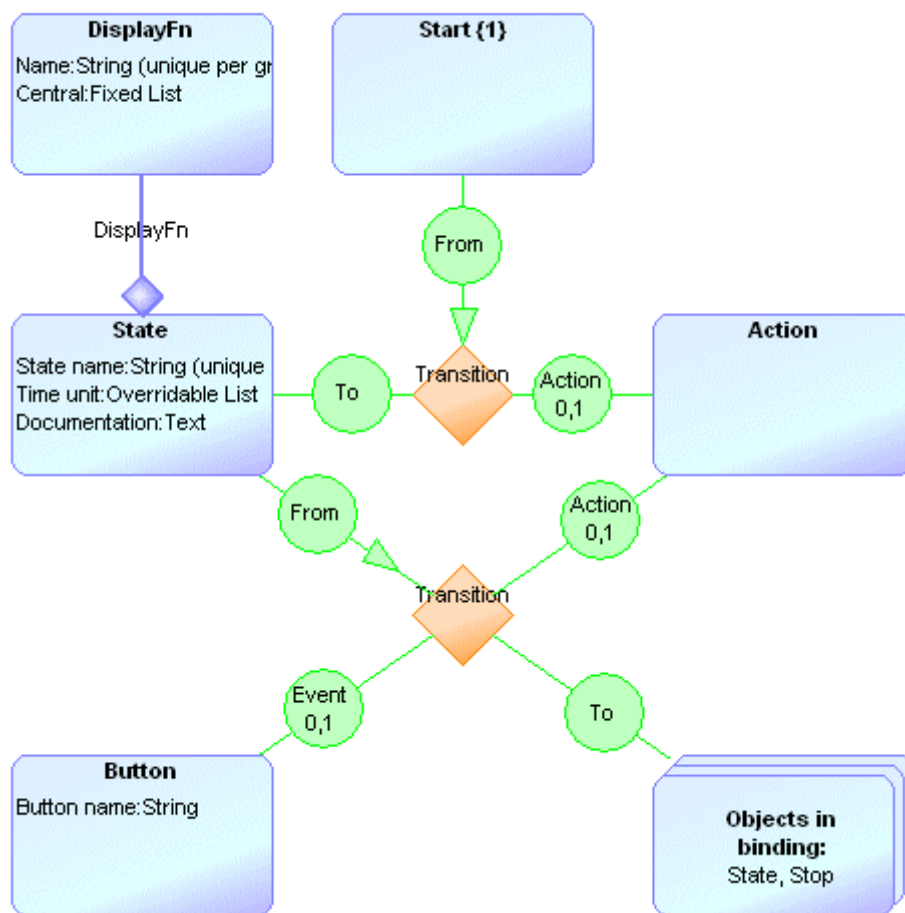 DisplayFn
Name:String (unique per gr
Central:Fixed List
Start {1}
DisplayFn
From
State
State name:String (unique
Time unit:Overridable List
Documentation:Text
To
Transition
Action
0,1
Action
From
Action
0,1
Transition
Event
0,1
To
Button
Button name:String
Objects in
binding:
State, Stop